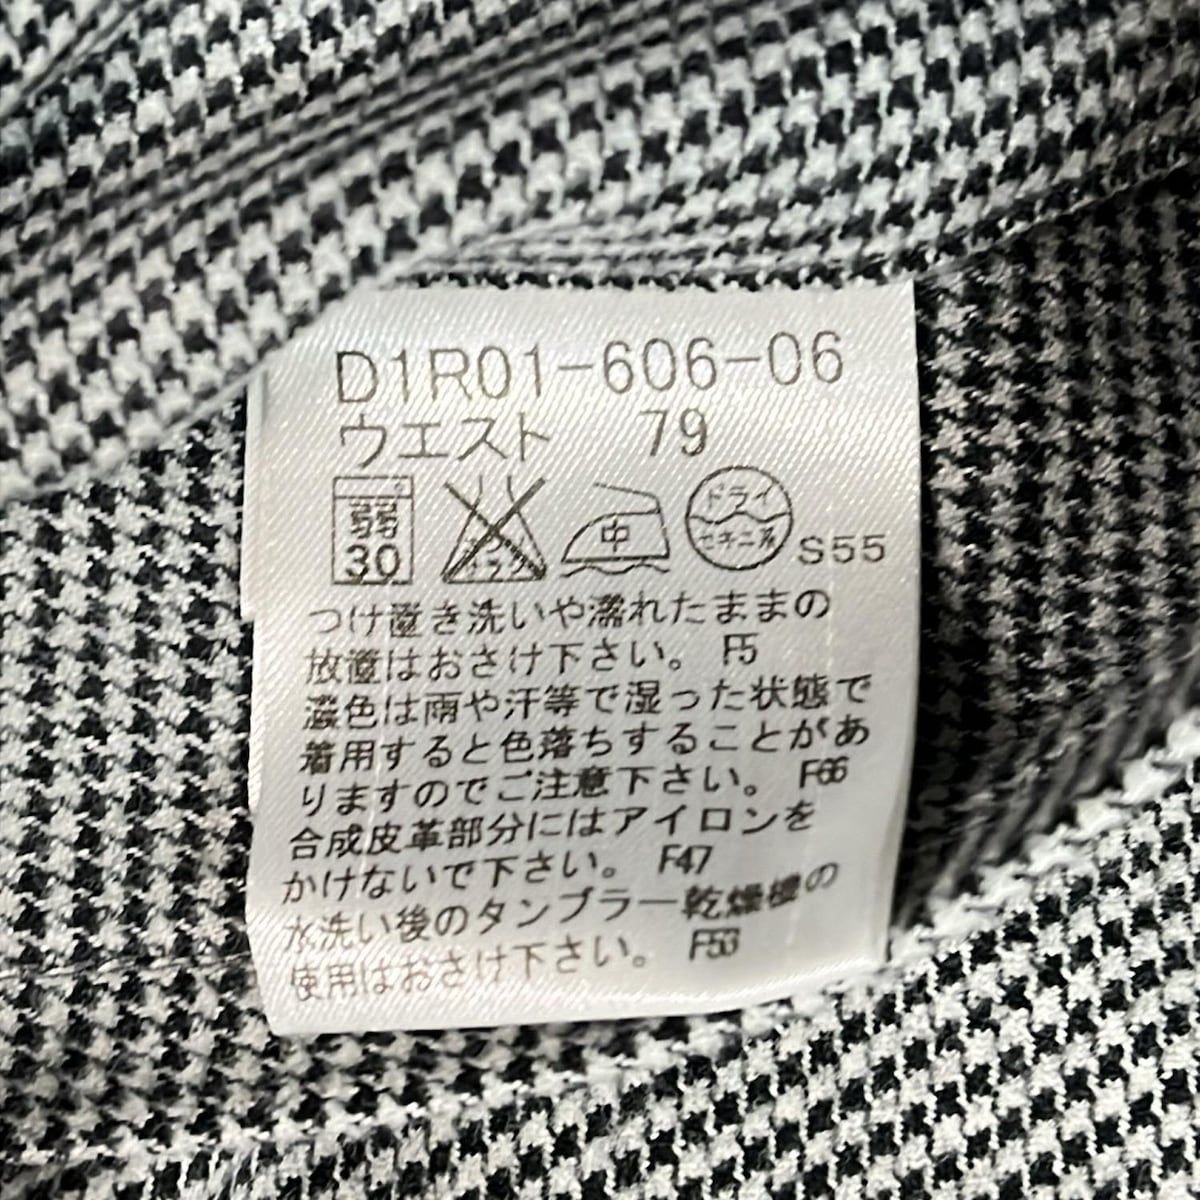 D1R01-606-06
ウエスト 79
弱 30 エンソ サラシ 中 ドライ セキユ系 S55
つけ置き洗いや濡れたままの
放置はおさけ下さい。 F5
濃色は雨や汗等で湿った状態で
着用すると色落ちすることがあ
りますのでご注意下さい。 F66
合成皮革部分にはアイロンを
かけないで下さい。 F47
水洗い後のタンブラー乾燥機の
使用はおさけ下さい。 F53